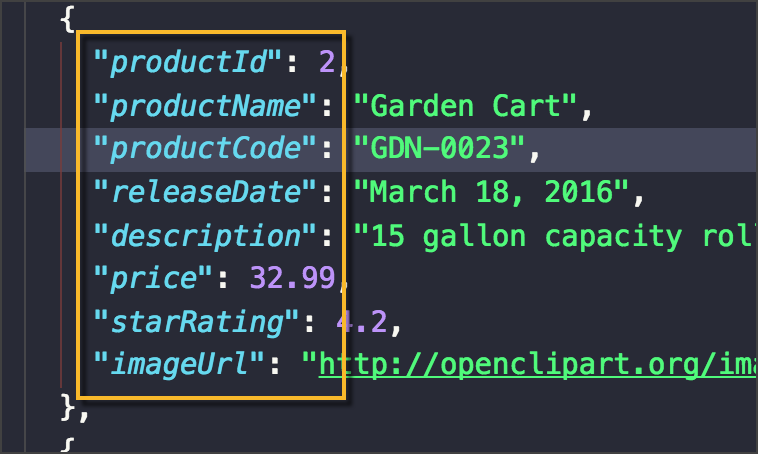 {
"productId": 2,
"productName": "Garden Cart",
"productCode": "GDN-0023",
"releaseDate": "March 18, 2016",
"description": "15 gallon capacity rol
"price": 32.99,
"starRating": 4.2,
"imageUrl": "http://openclipart.org/im
},
{